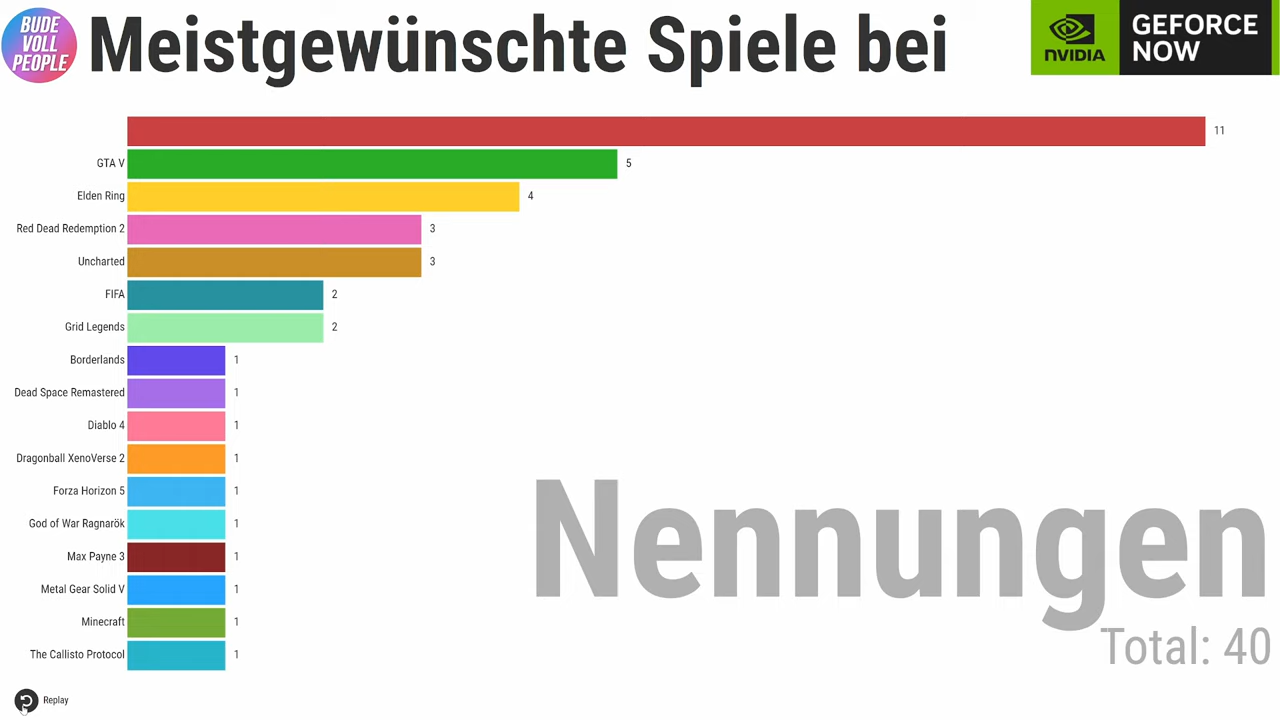 BUDE
VOLL
PEOPLE
Meistgewünschte Spiele bei
NVIDIA
GEFORCE
NOW
11
GTA V 5
Elden Ring 4
Red Dead Redemption 2 3
Uncharted 3
FIFA 2
Grid Legends 2
Borderlands 1
Dead Space Remastered 1
Diablo 4 1
Dragonball XenoVerse 2 1
Forza Horizon 5 1
God of War Ragnarök 1
Max Payne 3 1
Metal Gear Solid V 1
Minecraft 1
The Callisto Protocol 1
Nennungen
Total: 40
Replay